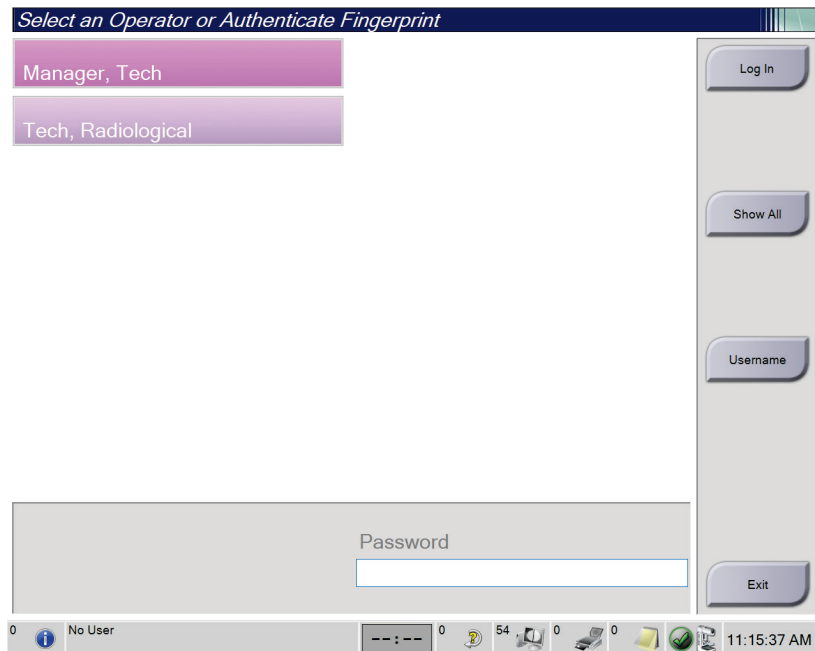 Select an Operator or Authenticate Fingerprint
Manager, Tech
Log In
Tech, Radiological
Show All
Username
Password
Exit
0
No User
--:--
0
54
0
0
11:15:37 AM